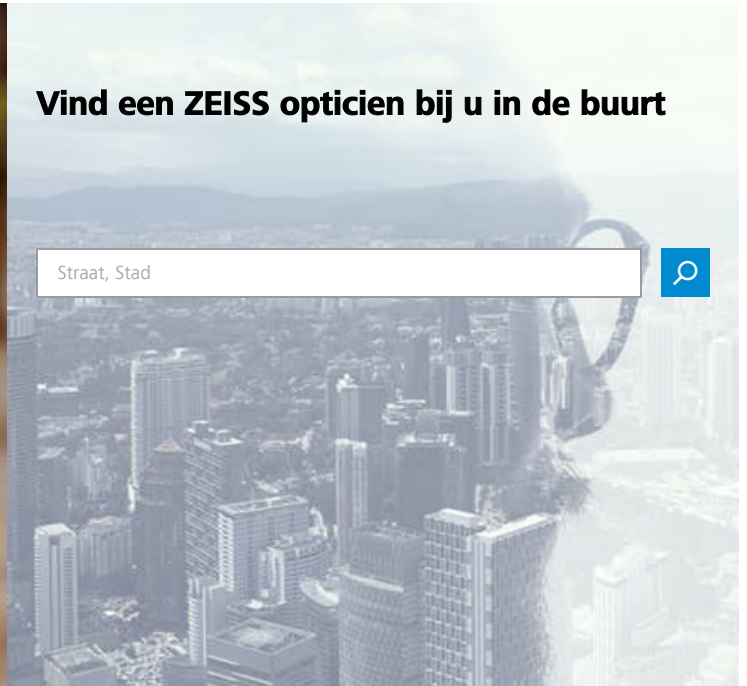 Vind een ZEISS opticien bij u in de buurt
Straat, Stad